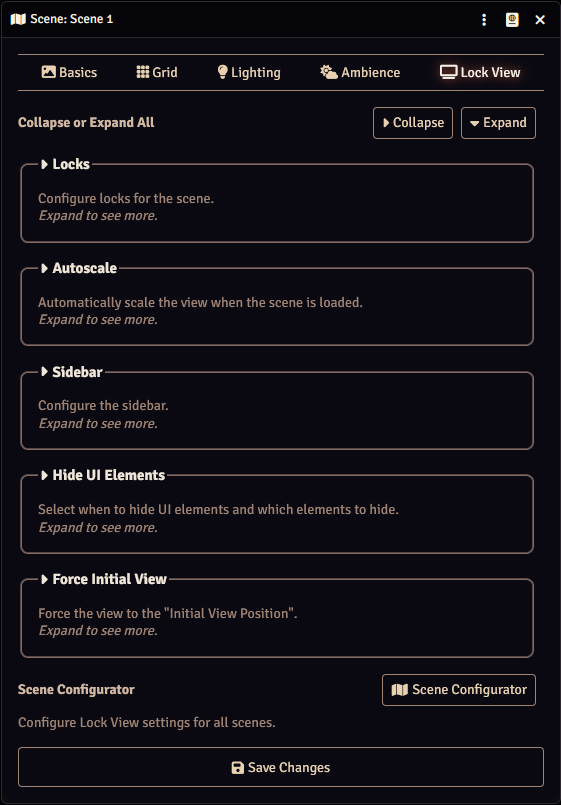 Scene: Scene 1
Basics Grid Lighting Ambience Lock View
Collapse or Expand All Collapse Expand
Locks
Configure locks for the scene.
Expand to see more.
Autoscale
Automatically scale the view when the scene is loaded.
Expand to see more.
Sidebar
Configure the sidebar.
Expand to see more.
Hide UI Elements
Select when to hide UI elements and which elements to hide.
Expand to see more.
Force Initial View
Force the view to the "Initial View Position".
Expand to see more.
Scene Configurator Scene Configurator
Configure Lock View settings for all scenes.
Save Changes